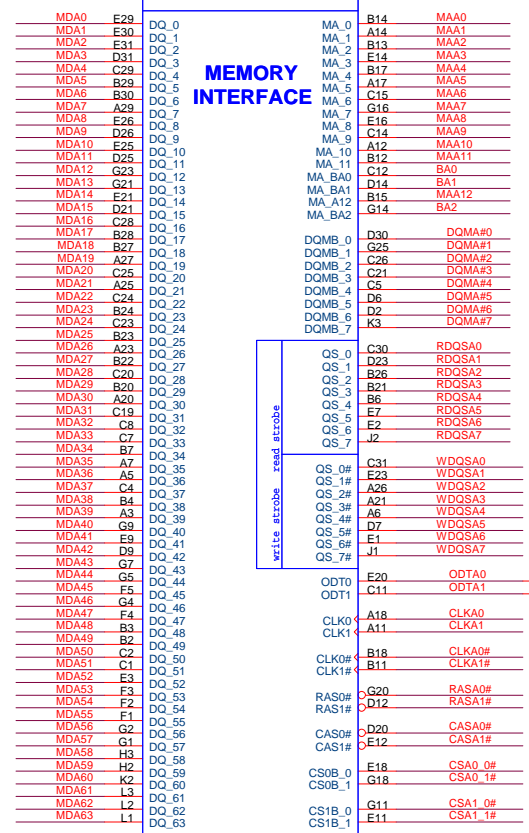 MDA0 E29 DQ_0
MDA1 E30 DQ_1
MDA2 E31 DQ_2
MDA3 D31 DQ_3
MDA4 C29 DQ_4
MDA5 B29 DQ_5
MDA6 B30 DQ_6
MDA7 A29 DQ_7
MDA8 E26 DQ_8
MDA9 D26 DQ_9
MDA10 E25 DQ_10
MDA11 D25 DQ_11
MDA12 G23 DQ_12
MDA13 G21 DQ_13
MDA14 E21 DQ_14
MDA15 D21 DQ_15
MDA16 C28 DQ_16
MDA17 B28 DQ_17
MDA18 B27 DQ_18
MDA19 A27 DQ_19
MDA20 C25 DQ_20
MDA21 A25 DQ_21
MDA22 C24 DQ_22
MDA23 B24 DQ_23
MDA24 C23 DQ_24
MDA25 B23 DQ_25
MDA26 A23 DQ_26
MDA27 B22 DQ_27
MDA28 C20 DQ_28
MDA29 B20 DQ_29
MDA30 A20 DQ_30
MDA31 C19 DQ_31
MDA32 C8 DQ_32
MDA33 C7 DQ_33
MDA34 B7 DQ_34
MDA35 A7 DQ_35
MDA36 A5 DQ_36
MDA37 C4 DQ_37
MDA38 B4 DQ_38
MDA39 A3 DQ_39
MDA40 G9 DQ_40
MDA41 E9 DQ_41
MDA42 D9 DQ_42
MDA43 G7 DQ_43
MDA44 G5 DQ_44
MDA45 F5 DQ_45
MDA46 G4 DQ_46
MDA47 F4 DQ_47
MDA48 B3 DQ_48
MDA49 B2 DQ_49
MDA50 C2 DQ_50
MDA51 C1 DQ_51
MDA52 E3 DQ_52
MDA53 F3 DQ_53
MDA54 F2 DQ_54
MDA55 F1 DQ_55
MDA56 G2 DQ_56
MDA57 G1 DQ_57
MDA58 H3 DQ_58
MDA59 H2 DQ_59
MDA60 K2 DQ_60
MDA61 L3 DQ_61
MDA62 L2 DQ_62
MDA63 L1 DQ_63
MEMORY
INTERFACE
MA_0 B14 MAA0
MA_1 A14 MAA1
MA_2 B13 MAA2
MA_3 E14 MAA3
MA_4 B17 MAA4
MA_5 A17 MAA5
MA_6 C15 MAA6
MA_7 G16 MAA7
MA_8 E16 MAA8
MA_9 C14 MAA9
MA_10 A12 MAA10
MA_11 B12 MAA11
MA_BA0 C12 BA0
MA_BA1 D14 BA1
MA_A12 B15 MAA12
MA_BA2 G14 BA2
DQMB_0 D30 DQMA#0
DQMB_1 G25 DQMA#1
DQMB_2 C26 DQMA#2
DQMB_3 C21 DQMA#3
DQMB_4 C5 DQMA#4
DQMB_5 D6 DQMA#5
DQMB_6 D2 DQMA#6
DQMB_7 K3 DQMA#7
read strobe
QS_0 C30 RDQSA0
QS_1 D23 RDQSA1
QS_2 B26 RDQSA2
QS_3 B21 RDQSA3
QS_4 B6 RDQSA4
QS_5 E7 RDQSA5
QS_6 E2 RDQSA6
QS_7 J2 RDQSA7
write strobe
QS_0# C31 WDQSA0
QS_1# E23 WDQSA1
QS_2# A26 WDQSA2
QS_3# A21 WDQSA3
QS_4# A6 WDQSA4
QS_5# D7 WDQSA5
QS_6# E1 WDQSA6
QS_7# J1 WDQSA7
ODT0 E20 ODTA0
ODT1 C11 ODTA1
CLK0 A18 CLKA0
CLK1 A11 CLKA1
CLK0# B18 CLKA0#
CLK1# B11 CLKA1#
RAS0# G20 RASA0#
RAS1# D12 RASA1#
CAS0# D20 CASA0#
CAS1# E12 CASA1#
CS0B_0 E18 CSA0_0#
CS0B_1 G18 CSA0_1#
CS1B_0 G11 CSA1_0#
CS1B_1 E11 CSA1_1#